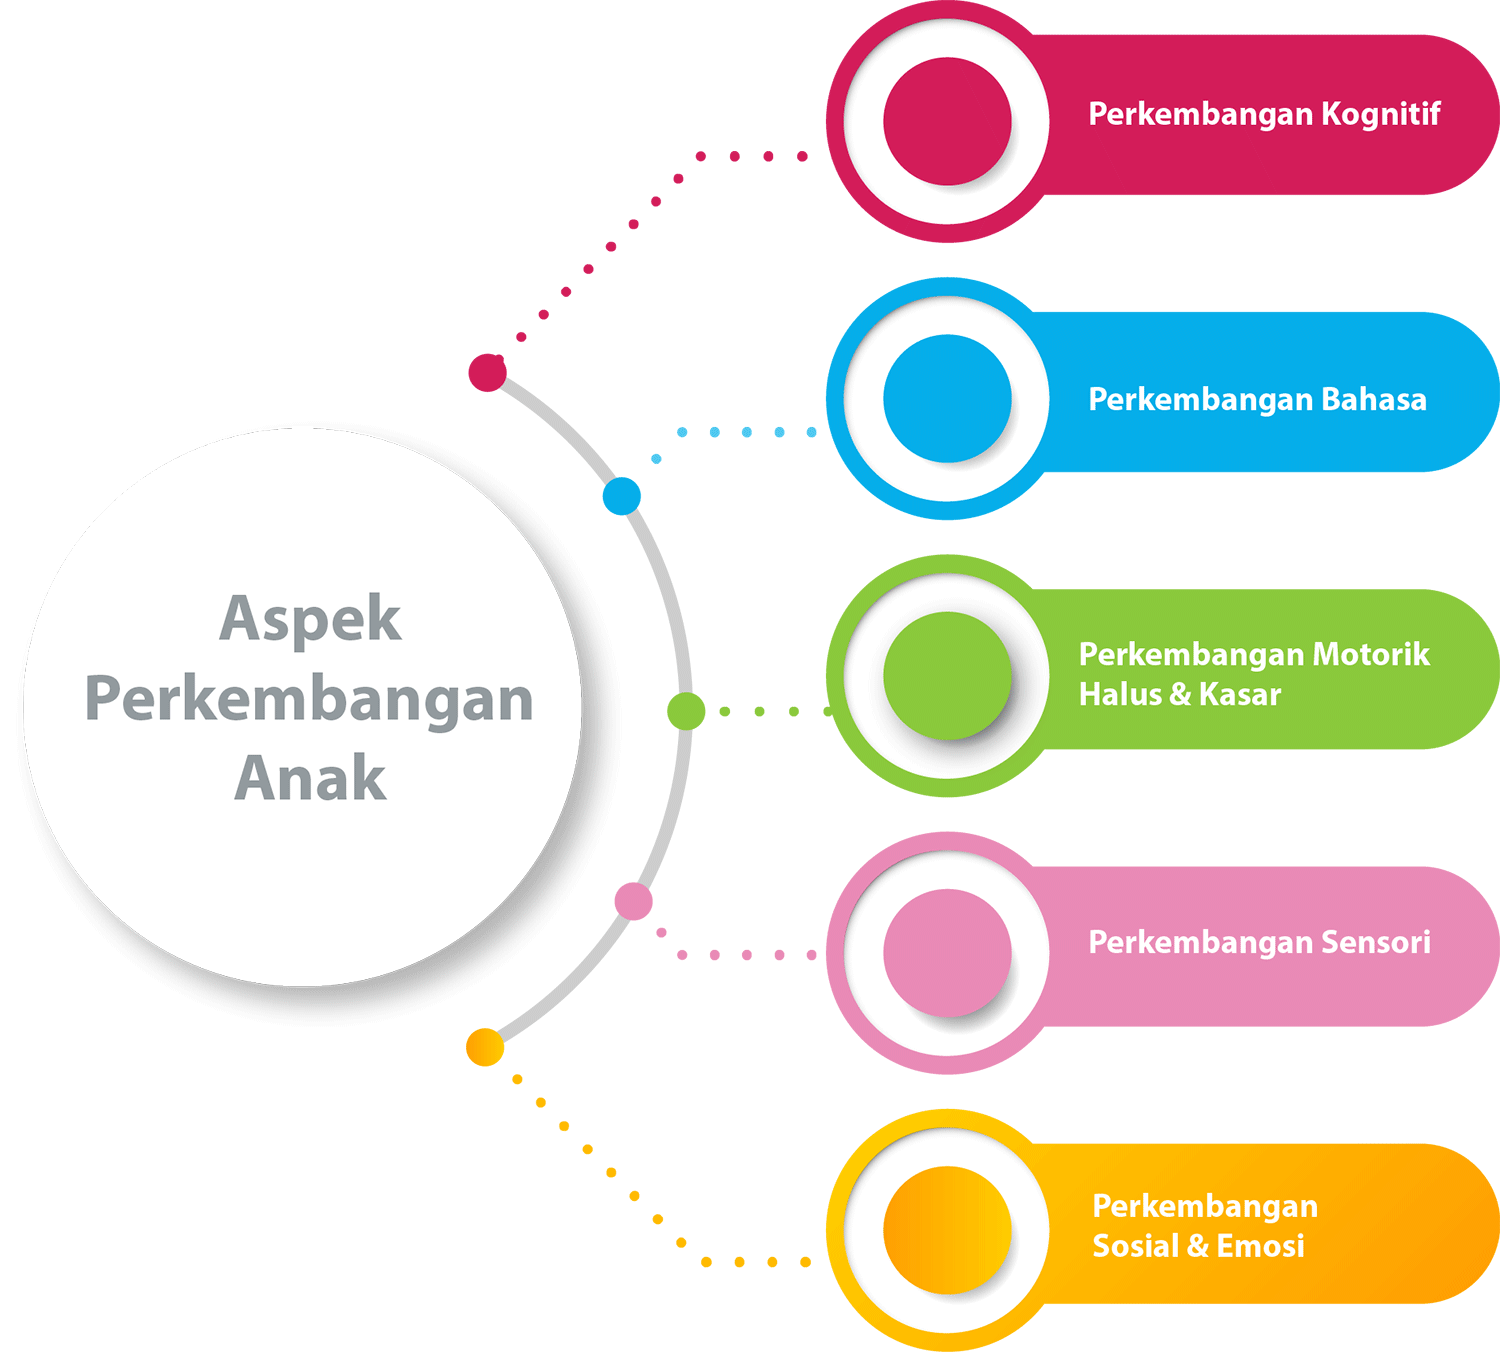 Aspek
Perkembangan
Anak
Perkembangan Kognitif
Perkembangan Bahasa
Perkembangan Motorik
Halus & Kasar
Perkembangan Sensori
Perkembangan
Sosial & Emosi